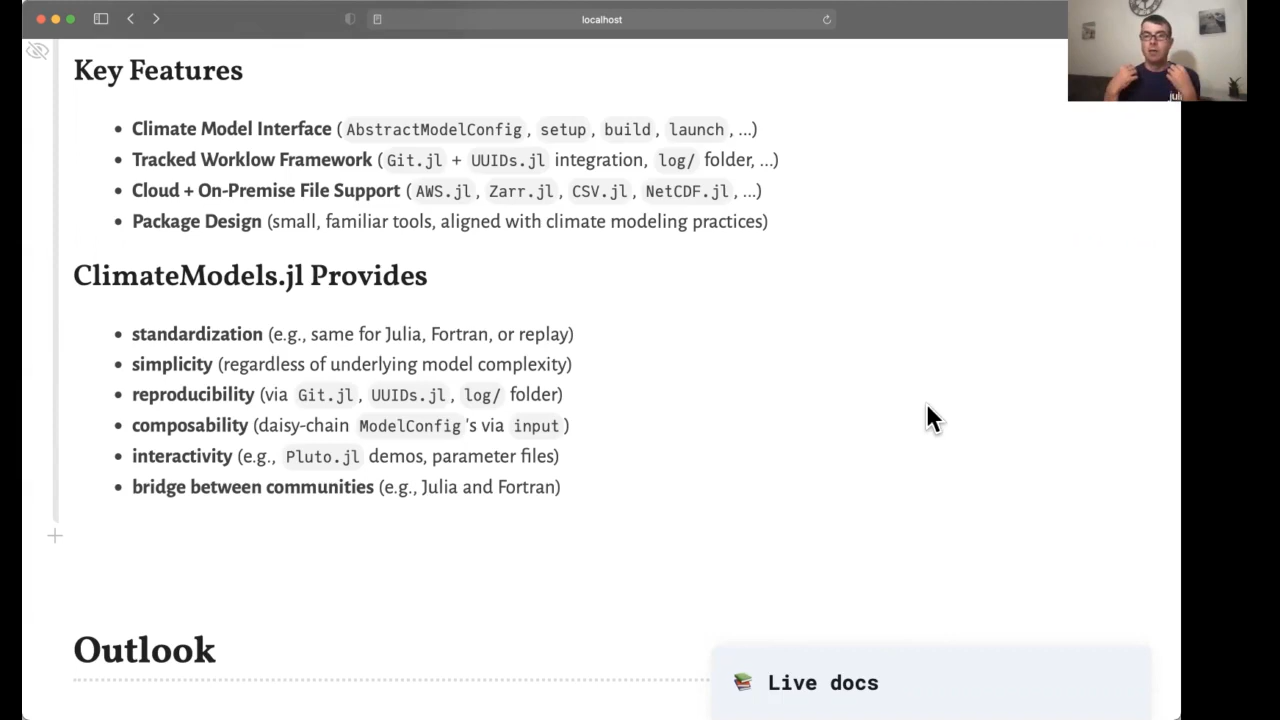 localhost
Key Features
• Climate Model Interface ( AbstractModelConfig , setup , build , launch , ...)
• Tracked Worklow Framework ( Git.jl + UUIDs.jl integration, log/ folder, ...)
• Cloud + On-Premise File Support ( AWS.jl , Zarr.jl , CSV.jl , NetCDF.jl , ...)
• Package Design (small, familiar tools, aligned with climate modeling practices)
ClimateModels.jl Provides
• standardization (e.g., same for Julia, Fortran, or replay)
• simplicity (regardless of underlying model complexity)
• reproducibility (via Git.jl , UUIDs.jl , log/ folder)
• composability (daisy-chain ModelConfig 's via input )
• interactivity (e.g., Pluto.jl demos, parameter files)
• bridge between communities (e.g., Julia and Fortran)
Outlook
Live docs